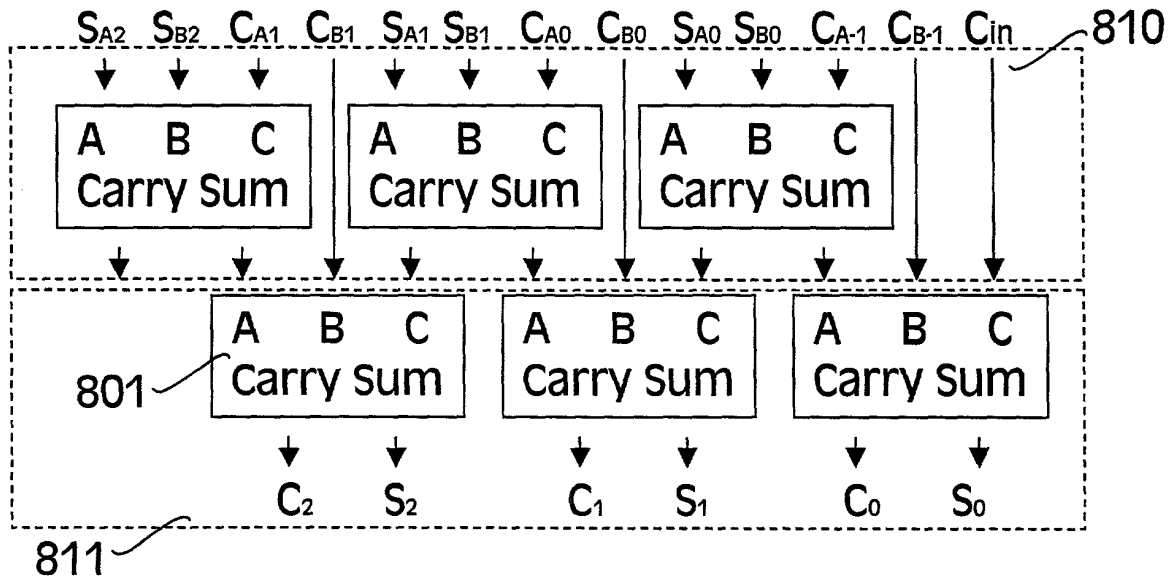 SA2 SB2 CA1 CB1 SA1 SB1 CA0 CB0 SA0 SB0 CA-1 CB-1 Cin
810
A B C A B C A B C
Carry Sum Carry Sum Carry Sum
A B C A B C A B C
801 Carry Sum Carry Sum Carry Sum
C2 S2 C1 S1 C0 S0
811